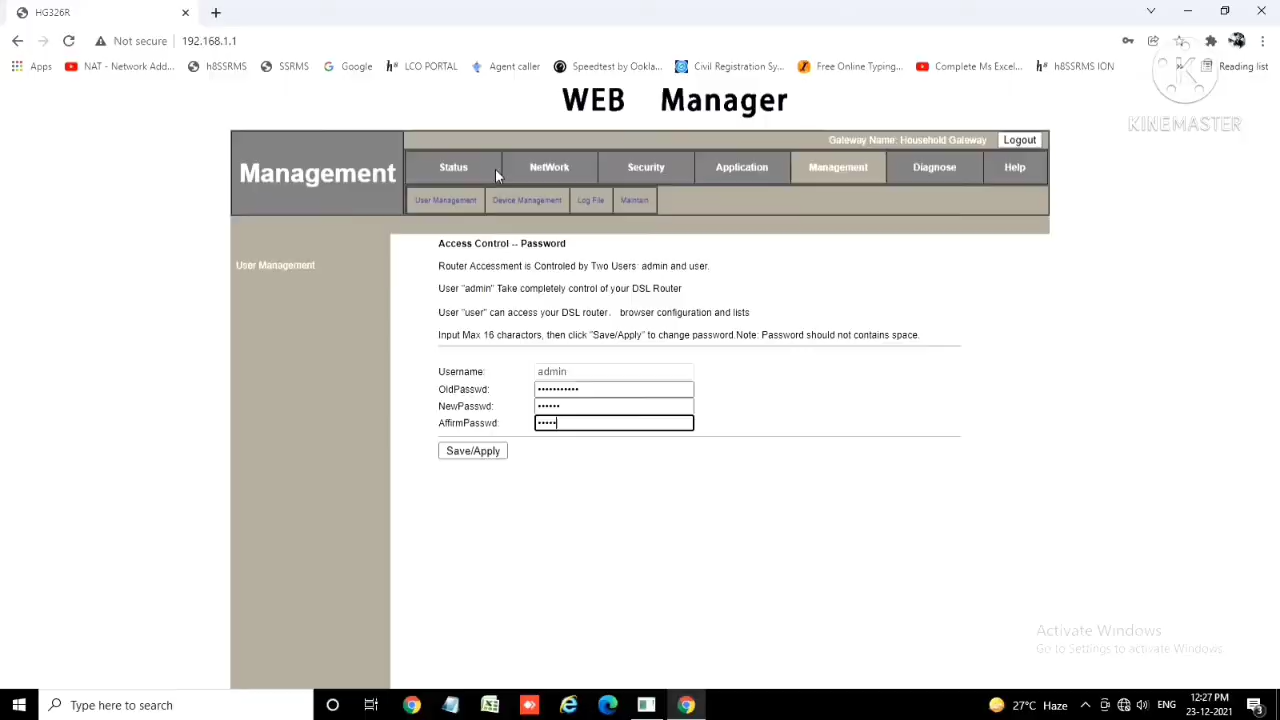 HG326R
Not secure
192.168.1.1
Apps
NAT - Network Add...
h8SSRMS
SSRMS
Google
LCO PORTAL
Agent caller
Speedtest by Ookla...
Civil Registration Sy...
Free Online Typing...
Complete Ms Excel...
h8SSRMS ION
Reading list
WEB Manager
KINEMASTER
Gateway Name: Household Gateway
Logout
Management
Status
NetWork
Security
Application
Management
Diagnose
Help
User Management
Device Management
Log File
Maintain
Access Control -- Password
User Management
Router Accessment is Controled by Two Users: admin and user.
User "admin" Take completely control of your DSL Router
User "user" can access your DSL router, browser configuration and lists
Input Max 16 charactors, then click "Save/Apply" to change password.Note: Password should not contains space.
Username: admin
OldPasswd: •••••••••••
NewPasswd: ••••••
AffirmPasswd: •••••
Save/Apply
Activate Windows
Go to Settings to activate Windows.
Type here to search
27°C Haze
ENG
12:27 PM
23-12-2021
3